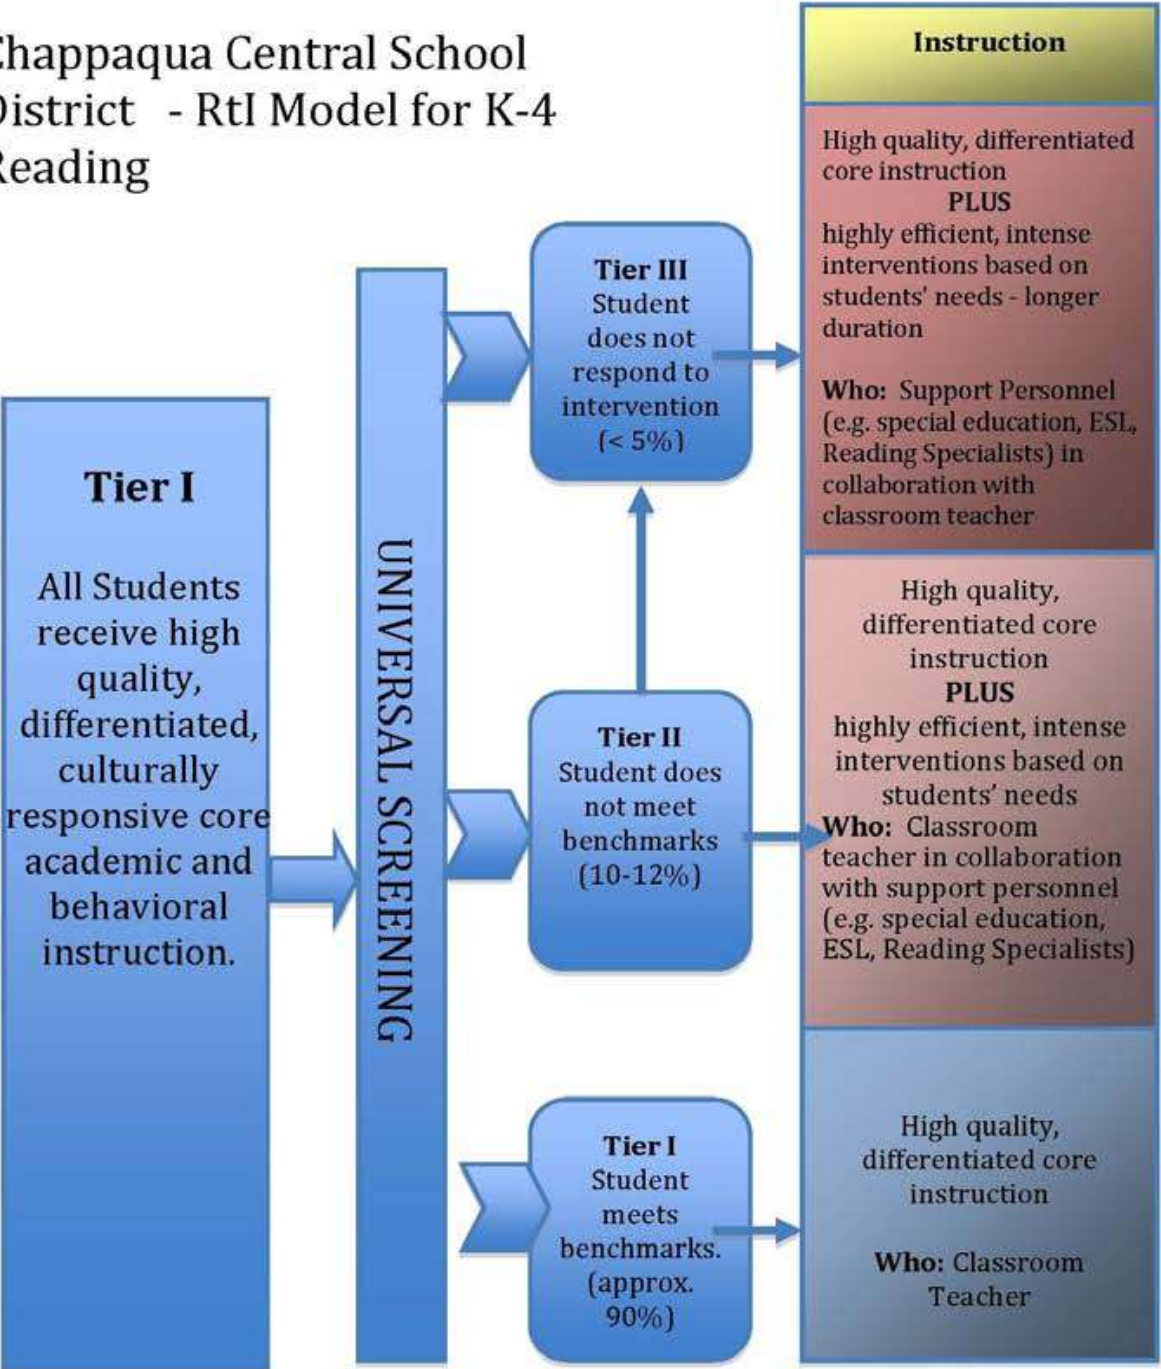 Chappaqua Central School
District - RtI Model for K-4
Reading
Tier I
All Students
receive high
quality,
differentiated,
culturally
responsive core
academic and
behavioral
instruction.
UNIVERSAL SCREENING
Tier III
Student
does not
respond to
intervention
(< 5%)
Tier II
Student does
not meet
benchmarks
(10-12%)
Tier I
Student
meets
benchmarks.
(approx.
90%)
Instruction
High quality, differentiated
core instruction
PLUS
highly efficient, intense
interventions based on
students' needs - longer
duration
Who: Support Personnel
(e.g. special education, ESL,
Reading Specialists) in
collaboration with
classroom teacher
High quality,
differentiated core
instruction
PLUS
highly efficient, intense
interventions based on
students’ needs
Who: Classroom
teacher in collaboration
with support personnel
(e.g. special education,
ESL, Reading Specialists)
High quality,
differentiated core
instruction
Who: Classroom
Teacher